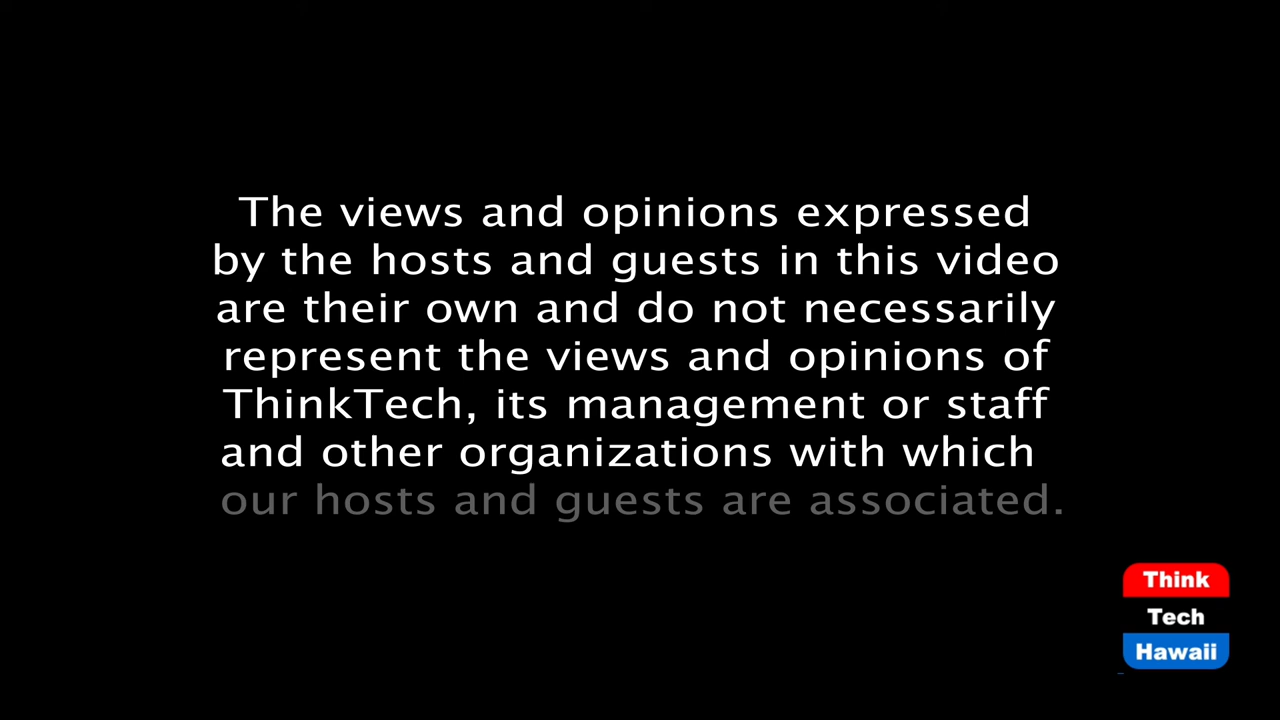 The views and opinions expressed
by the hosts and guests in this video
are their own and do not necessarily
represent the views and opinions of
ThinkTech, its management or staff
and other organizations with which
our hosts and guests are associated.
Think
Tech
Hawaii